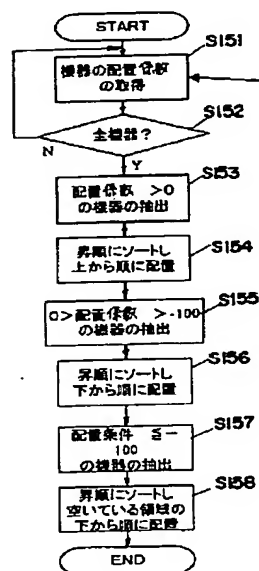 START
S151
機器の配置係数
の取得
S152
全機器?
N
Y
S153
配置係数 >0
の機器の抽出
S154
昇順にソートし
上から順に配置
S155
0>配置係数 >-100
の機器の抽出
S156
昇順にソートし
下から順に配置
S157
配置条件 ≦-
100
の機器の抽出
S158
昇順にソートし
空いている領域の
下から順に配置
END